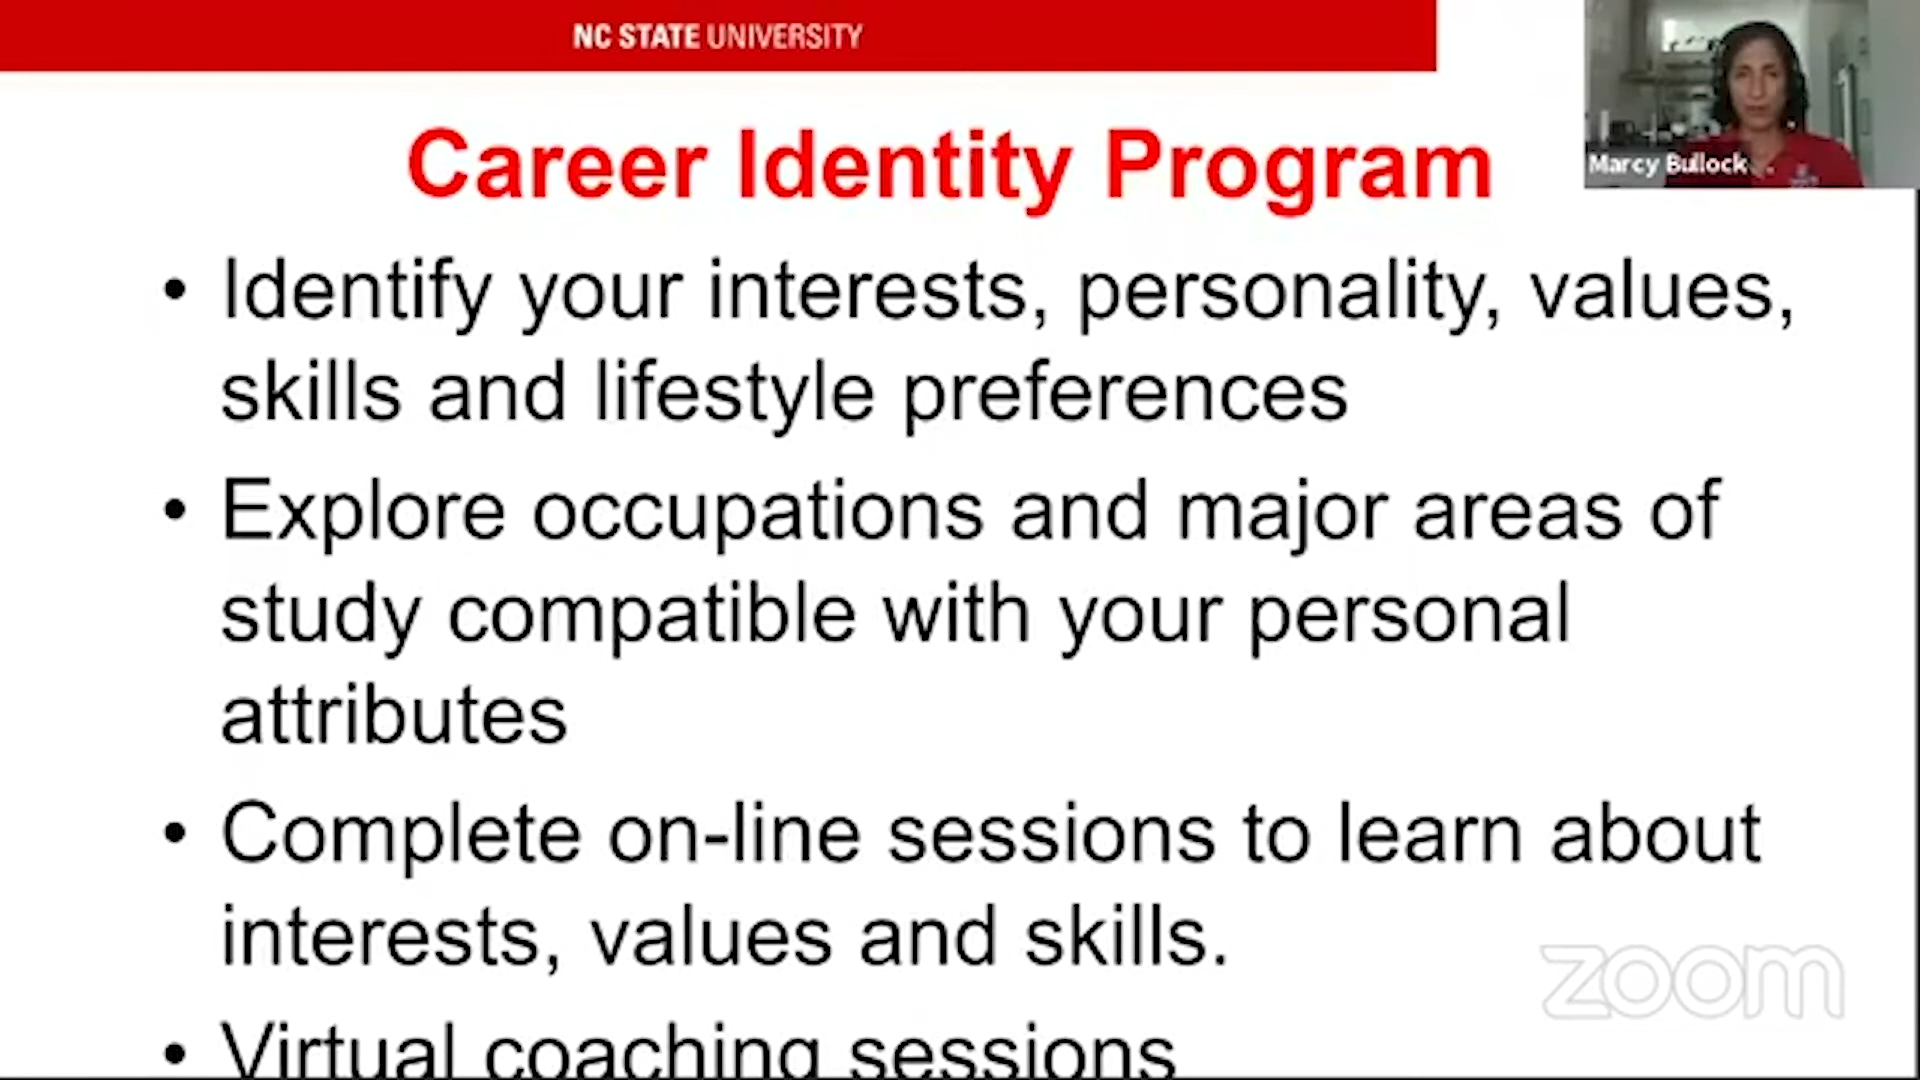 NC STATE UNIVERSITY
Marcy Bullock
Career Identity Program
• Identify your interests, personality, values,
skills and lifestyle preferences
• Explore occupations and major areas of
study compatible with your personal
attributes
• Complete on-line sessions to learn about
interests, values and skills.
• Virtual coaching sessions
zoom